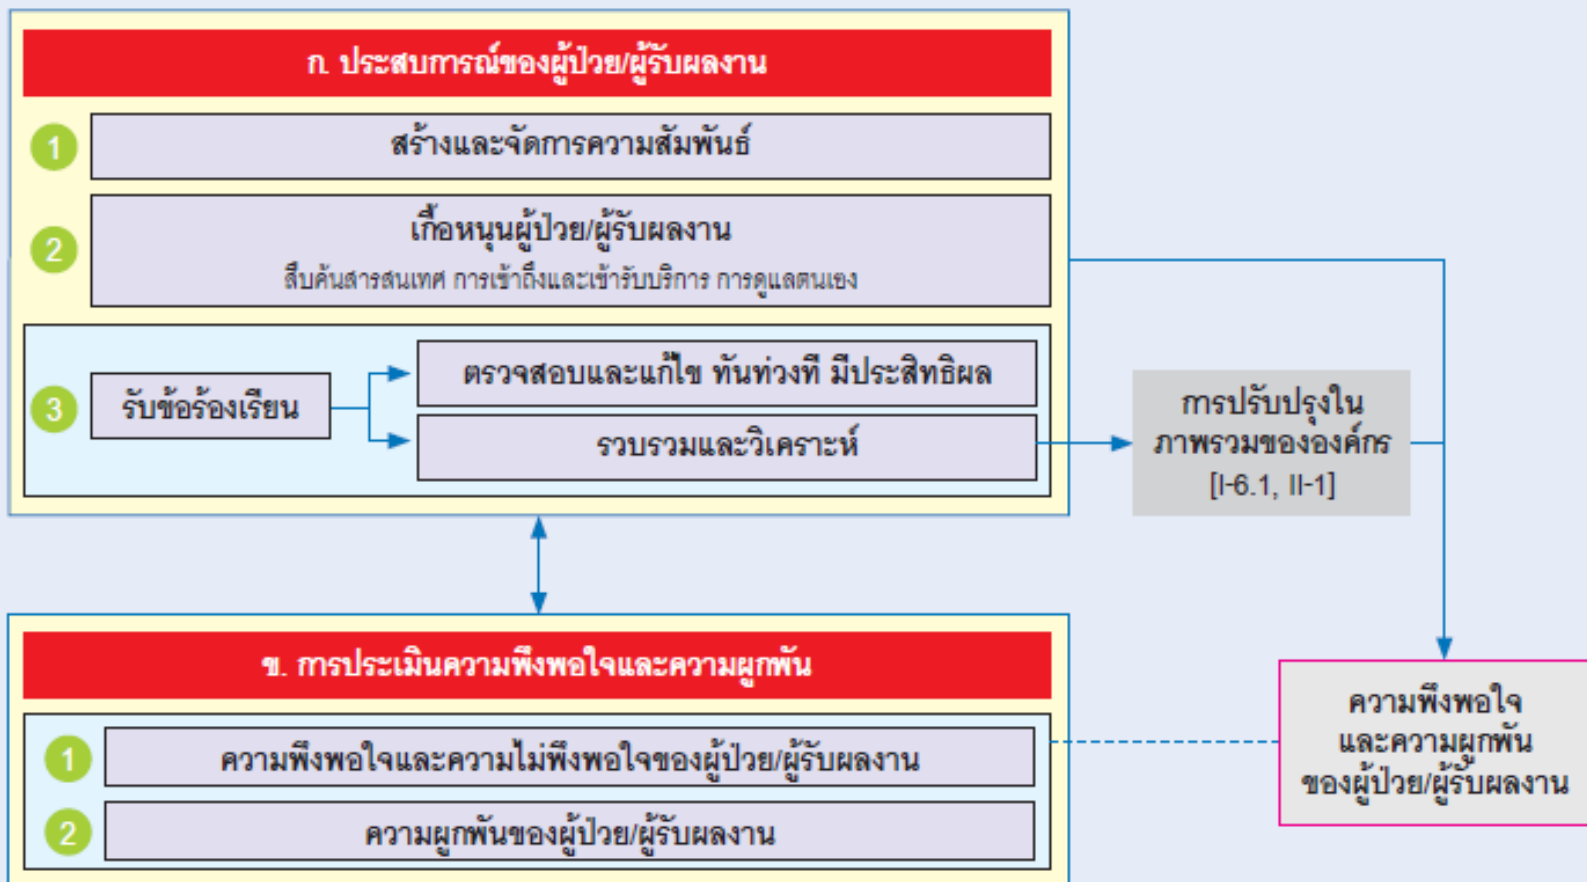 ก. ประสบการณ์ของผู้ป่วย/ผู้รับผลงาน
1
สร้างและจัดการความสัมพันธ์
2
เกื้อหนุนผู้ป่วย/ผู้รับผลงาน
สืบค้นสารสนเทศ การเข้าถึงและเข้ารับบริการ การดูแลตนเอง
3
รับข้อร้องเรียน
ตรวจสอบและแก้ไข ทันท่วงที มีประสิทธิผล
รวบรวมและวิเคราะห์
การปรับปรุงใน
ภาพรวมขององค์กร
[I-6.1, II-1]
ข. การประเมินความพึงพอใจและความผูกพัน
1
ความพึงพอใจและความไม่พึงพอใจของผู้ป่วย/ผู้รับผลงาน
2
ความผูกพันของผู้ป่วย/ผู้รับผลงาน
ความพึงพอใจ
และความผูกพัน
ของผู้ป่วย/ผู้รับผลงาน